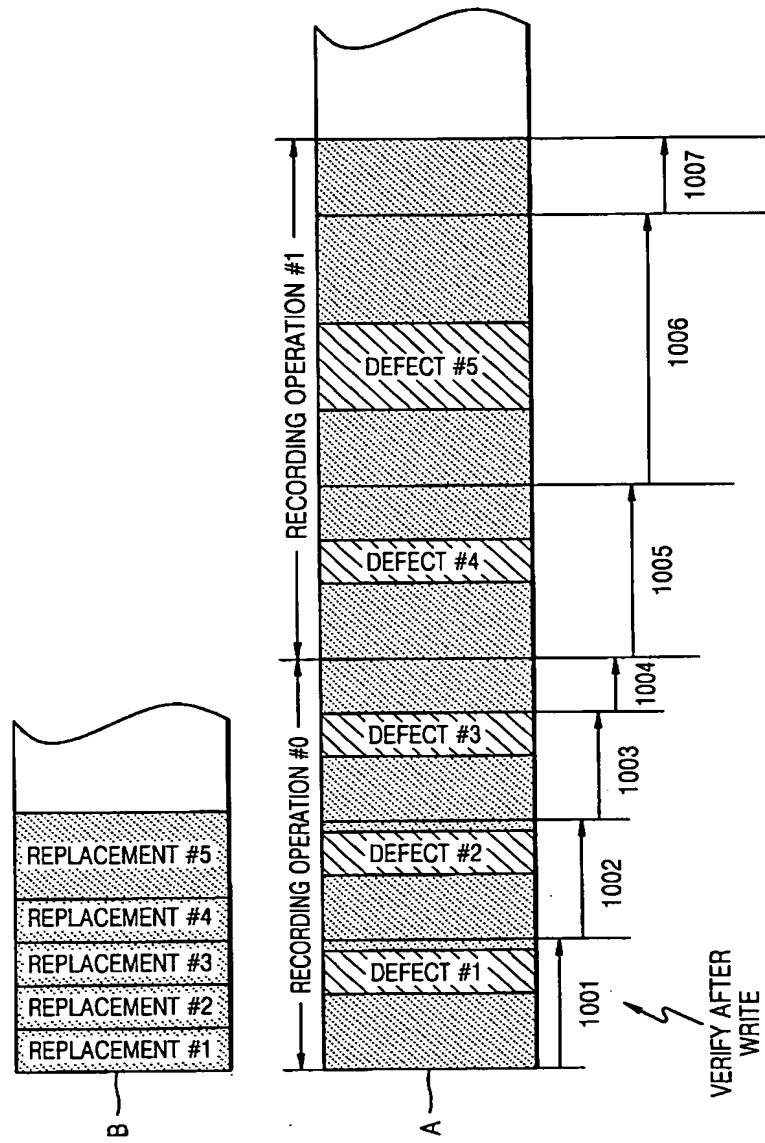 B
REPLACEMENT #1
REPLACEMENT #2
REPLACEMENT #3
REPLACEMENT #4
REPLACEMENT #5
RECORDING OPERATION #0
RECORDING OPERATION #1
A
DEFECT #1
DEFECT #2
DEFECT #3
DEFECT #4
DEFECT #5
1001
1002
1003
1004
1005
1006
1007
VERIFY AFTER
WRITE